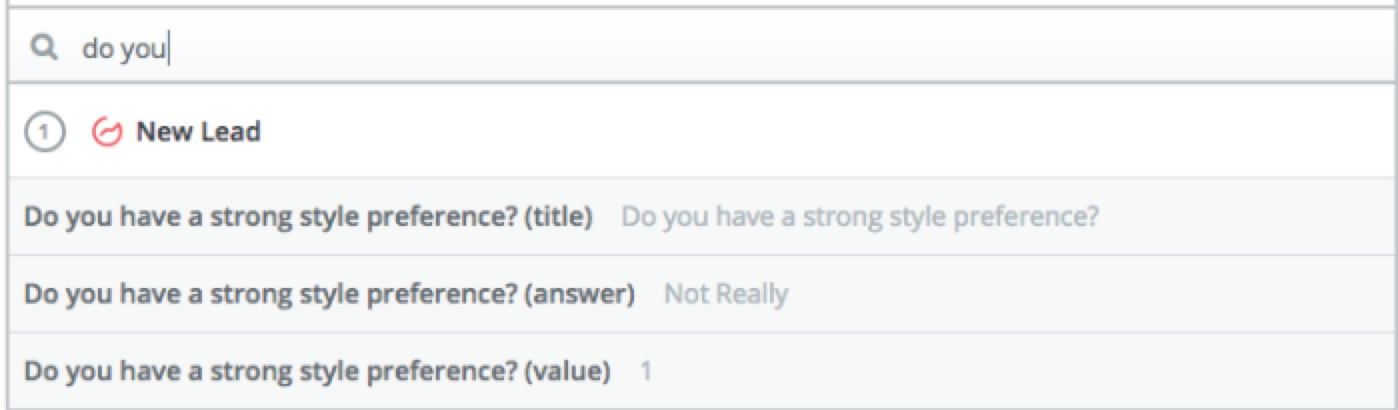 do you
1 New Lead
Do you have a strong style preference? (title) Do you have a strong style preference?
Do you have a strong style preference? (answer) Not Really
Do you have a strong style preference? (value) 1